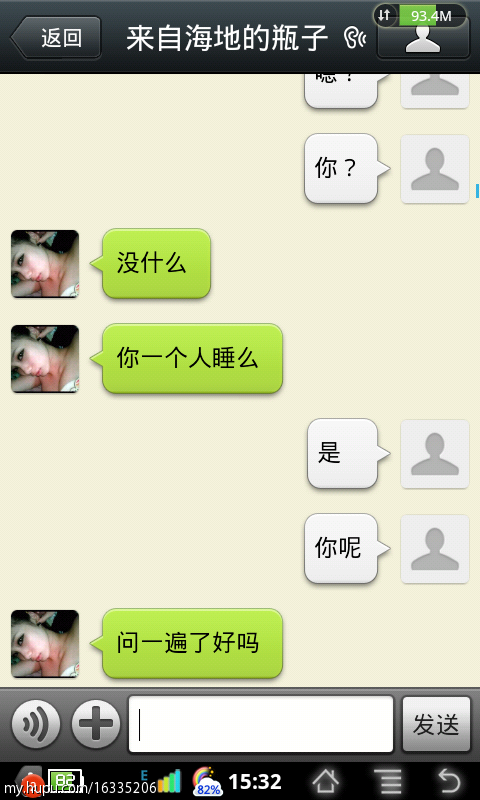 93.4M
返回
来自海地的瓶子
嗯？
你？
没什么
你一个人睡么
是
你呢
问一遍了好吗
发送
82
E
82%
15:32
my.hupu.com/16335206